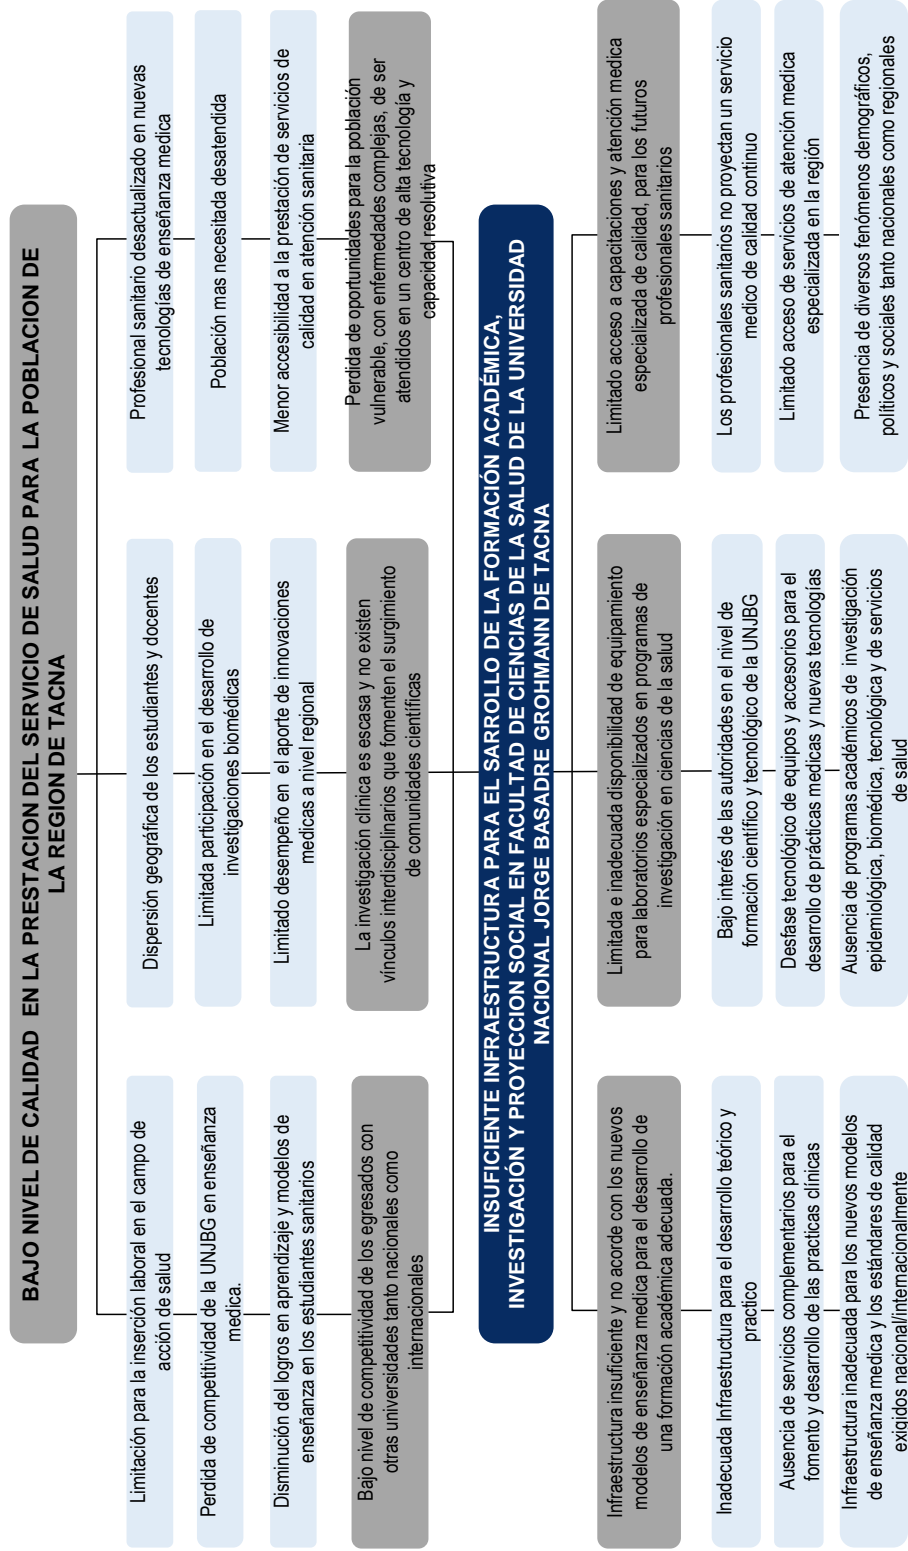 BAJO NIVEL DE CALIDAD EN LA PRESTACION DEL SERVICIO DE SALUD PARA LA POBLACION DE
LA REGION DE TACNA
Limitación para la inserción laboral en el campo de
acción de salud
Perdida de competitividad de la UNJBG en enseñanza
medica.
Disminución del logros en aprendizaje y modelos de
enseñanza en los estudiantes sanitarios
Bajo nivel de competitividad de los egresados con
otras universidades tanto nacionales como
internacionales
Dispersión geográfica de los estudiantes y docentes
Limitada participación en el desarrollo de
investigaciones biomédicas
Limitado desempeño en el aporte de innovaciones
medicas a nivel regional
La investigación clínica es escasa y no existen
vínculos interdisciplinarios que fomenten el surgimiento
de comunidades científicas
Profesional sanitario desactualizado en nuevas
tecnologías de enseñanza medica
Población mas necesitada desatendida
Menor accesibilidad a la prestación de servicios de
calidad en atención sanitaria
Perdida de oportunidades para la población
vulnerable, con enfermedades complejas, de ser
atendidos en un centro de alta tecnología y
capacidad resolutiva
INSUFICIENTE INFRAESTRUCTURA PARA EL SARROLLO DE LA FORMACIÓN ACADÉMICA,
INVESTIGACIÓN Y PROYECCION SOCIAL EN FACULTAD DE CIENCIAS DE LA SALUD DE LA UNIVERSIDAD
NACIONAL JORGE BASADRE GROHMANN DE TACNA
Infraestructura insuficiente y no acorde con los nuevos
modelos de enseñanza medica para el desarrollo de
una formación académica adecuada.
Inadecuada Infraestructura para el desarrollo teórico y
practico
Ausencia de servicios complementarios para el
fomento y desarrollo de las practicas clínicas
Infraestructura inadecuada para los nuevos modelos
de enseñanza medica y los estándares de calidad
exigidos nacional/internacionalmente
Limitada e inadecuada disponibilidad de equipamiento
para laboratorios especializados en programas de
investigación en ciencias de la salud
Bajo interés de las autoridades en el nivel de
formación científico y tecnológico de la UNJBG
Desfase tecnológico de equipos y accesorios para el
desarrollo de prácticas medicas y nuevas tecnologías
Ausencia de programas académicos de investigación
epidemiológica, biomédica, tecnológica y de servicios
de salud
Limitado acceso a capacitaciones y atención medica
especializada de calidad, para los futuros
profesionales sanitarios
Los profesionales sanitarios no proyectan un servicio
medico de calidad continuo
Limitado acceso de servicios de atención medica
especializada en la región
Presencia de diversos fenómenos demográficos,
políticos y sociales tanto nacionales como regionales